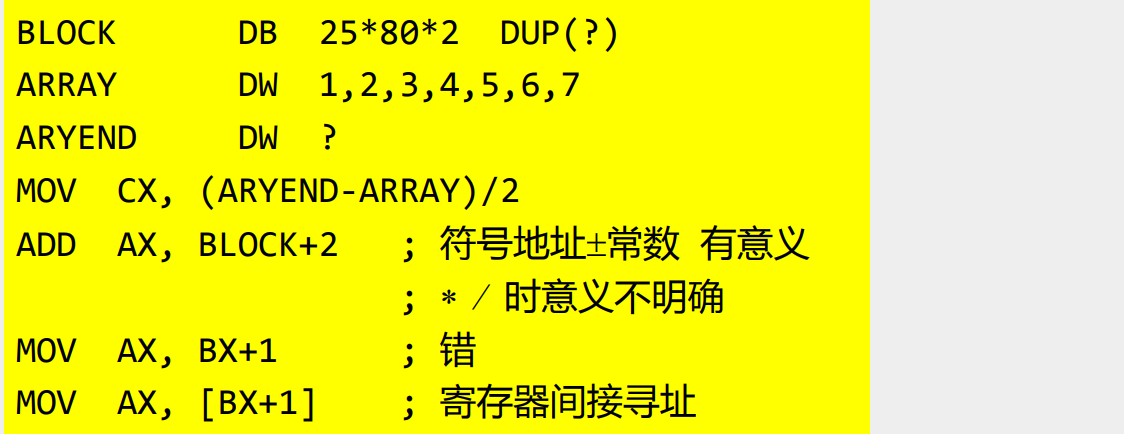 BLOCK      DB  25*80*2  DUP(?)
ARRAY      DW  1,2,3,4,5,6,7
ARYEND     DW  ?
MOV  CX, (ARYEND-ARRAY)/2
ADD  AX, BLOCK+2   ; 符号地址±常数 有意义
; * / 时意义不明确
MOV  AX, BX+1      ; 错
MOV  AX, [BX+1]    ; 寄存器间接寻址